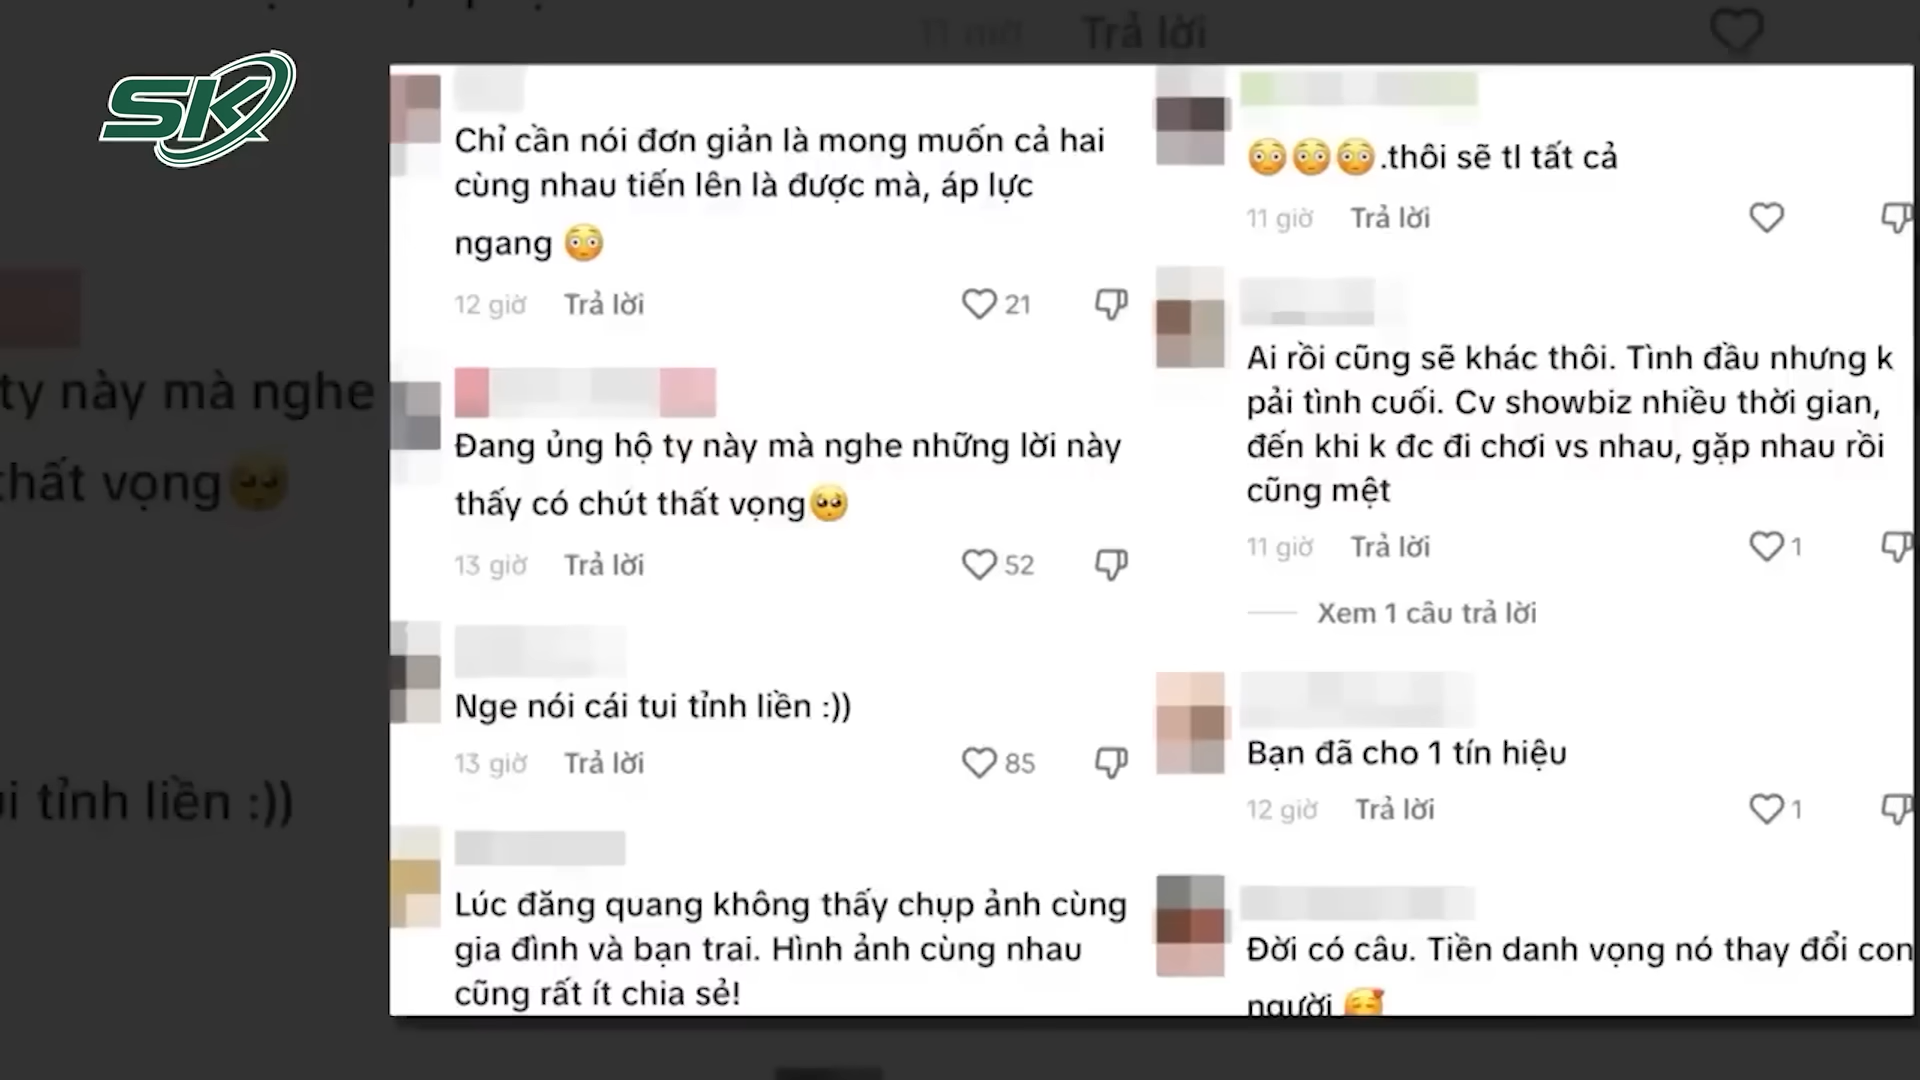 11 mờ Trả lời
SK
Chỉ cần nói đơn giản là mong muốn cả hai
cùng nhau tiến lên là được mà, áp lực
ngang 😳
12 giờ Trả lời 21
Đang ủng hộ ty này mà nghe những lời này
thấy có chút thất vọng🥺
13 giờ Trả lời 52
Nge nói cái tui tỉnh liền :))
13 giờ Trả lời 85
Lúc đăng quang không thấy chụp ảnh cùng
gia đình và bạn trai. Hình ảnh cùng nhau
cũng rất ít chia sẻ!
😳😳😳.thôi sẽ tl tất cả
11 giờ Trả lời
Ai rồi cũng sẽ khác thôi. Tình đầu nhưng k
pải tình cuối. Cv showbiz nhiều thời gian,
đến khi k đc đi chơi vs nhau, gặp nhau rồi
cũng mệt
11 giờ Trả lời 1
Xem 1 câu trả lời
Bạn đã cho 1 tín hiệu
12 giờ Trả lời 1
Đời có câu. Tiền danh vọng nó thay đổi con
người 🥰
ty này mà nghe
thất vọng🥺
i tỉnh liền :))